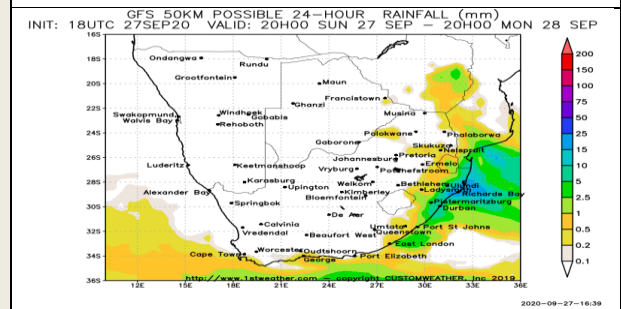 GFS 50KM POSSIBLE 24-HOUR RAINFALL (mm)
INIT: 18UTC 27SEP20 VALID: 20H00 SUN 27 SEP - 20H00 MON 28 SEP
16S
Ondangwa
Rundu
18S
Grootfontein
Maun
20S
Francistown
Ghanzi
22S
Musina
Swakopmund
Windhoek
Gobabis
Walvis Bay
Rehoboth
24S
Polokwane
Phalaborwa
Gaborone
Skukuza
Nelspruit
26S
Pretoria
Johannesburg
Luderitz
Keetmanshoop
Vryburg
Potchefstroom
Ermelo
28S
Karasburg
Upington
Welkom
Bethlehem
Ulundi
Alexander Bay
Kimberley
Ladysmith
Richards Bay
Bloemfontein
Springbok
Pietermaritzburg
30S
Durban
De Aar
Calvinia
Umtata
Port St Johns
32S
Vredendal
Beaufort West
Queenstown
East London
Worcester
Oudtshoorn
34S
Cape Town
George
Port Elizabeth
36S
http://www.1stweather.com - copyright CUSTOMWEATHER, Inc 2019
12E 15E 18E 21E 24E 27E 30E 33E 36E
200
150
100
75
50
25
15
10
5
2.5
1
0.5
0.2
0.1
2020-09-27-16:39